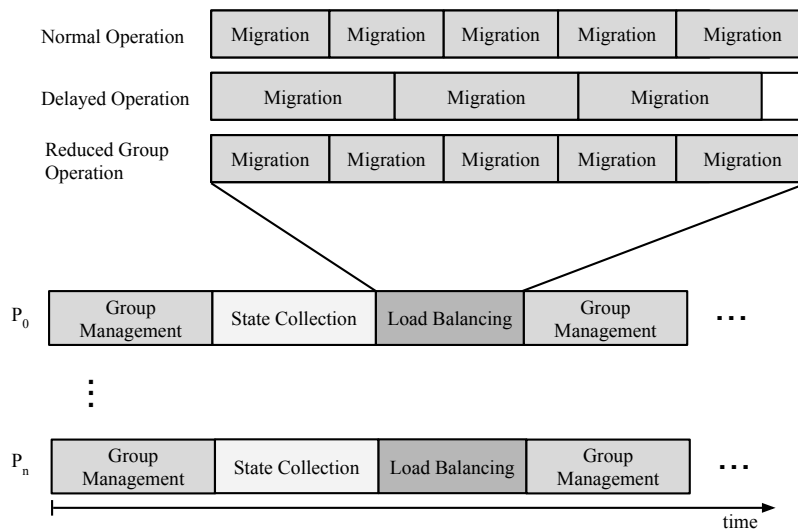 Normal Operation Migration Migration Migration Migration Migration
Delayed Operation Migration Migration Migration
Reduced Group
Operation
Migration Migration Migration Migration Migration
P0 Group
Management
State Collection Load Balancing Group
Management
...
Pn Group
Management
State Collection Load Balancing Group
Management
...
time